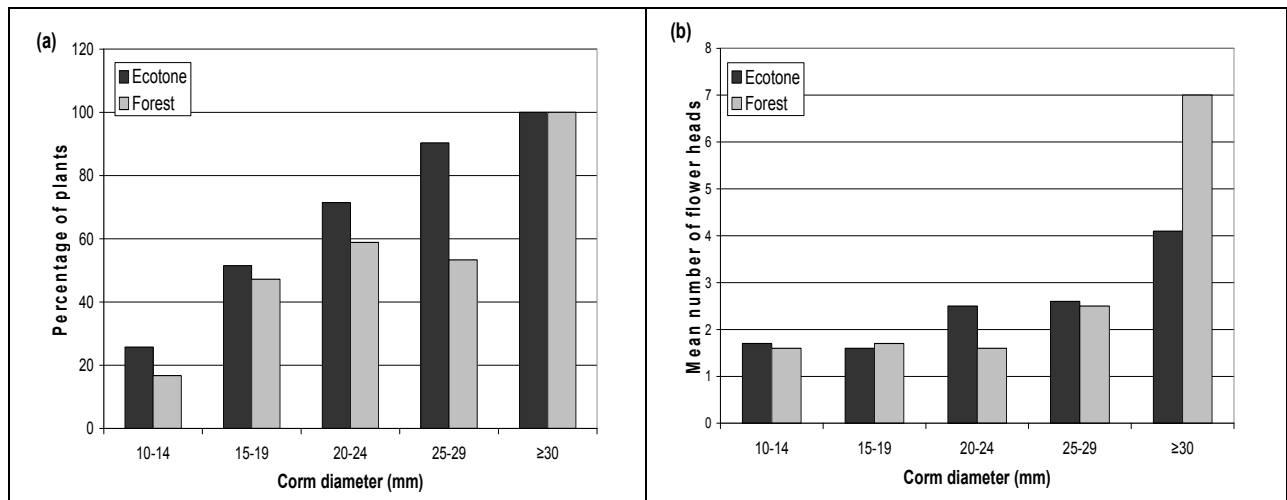 (a)
Percentage of plants
120
100
80
60
40
20
0
Ecotone
Forest
10-14 15-19 20-24 25-29 ≥30
Corm diameter (mm)
(b)
Mean number of flower heads
8
7
6
5
4
3
2
1
0
Ecotone
Forest
10-14 15-19 20-24 25-29 ≥30
Corm diameter (mm)